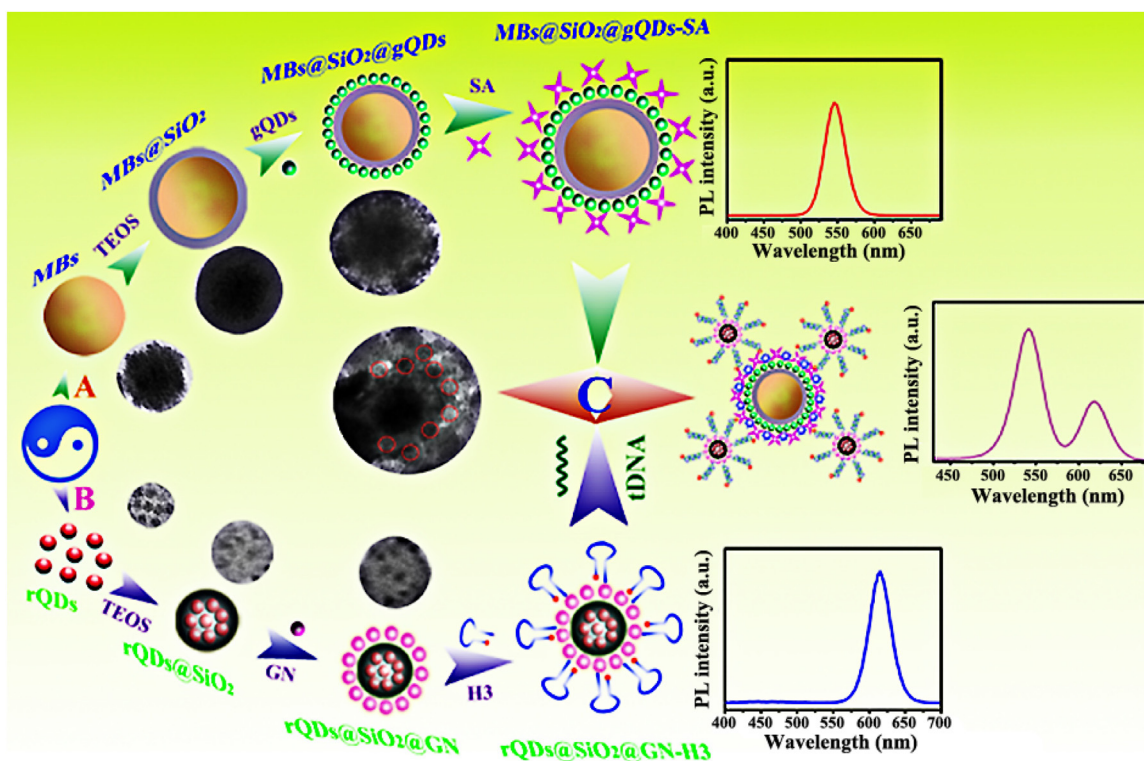 MBs@SiO2@gQDs-SA
MBs@SiO2@gQDs
SA
gQDs
MBs@SiO2
TEOS
MBs
PL intensity (a.u.)
400 450 500 550 600 650
Wavelength (nm)
A
B
C
tDNA
PL intensity (a.u.)
500 550 600 650
Wavelength (nm)
rQDs
TEOS
rQDs@SiO2
GN
rQDs@SiO2@GN
H3
rQDs@SiO2@GN-H3
PL intensity (a.u.)
400 450 500 550 600 650 700
Wavelength (nm)